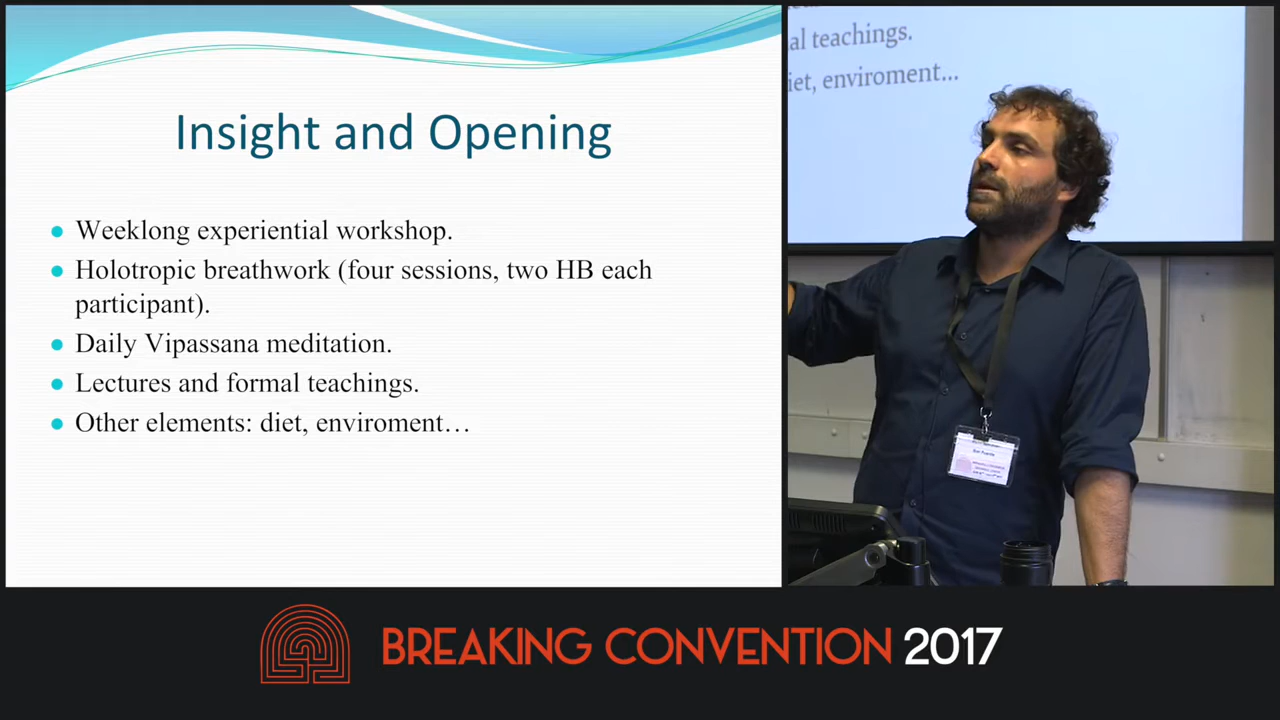 Insight and Opening
Weeklong experiential workshop.
Holotropic breathwork (four sessions, two HB each
participant).
Daily Vipassana meditation.
Lectures and formal teachings.
Other elements: diet, enviroment…
al teachings.
iet, enviroment…
BREAKING CONVENTION 2017